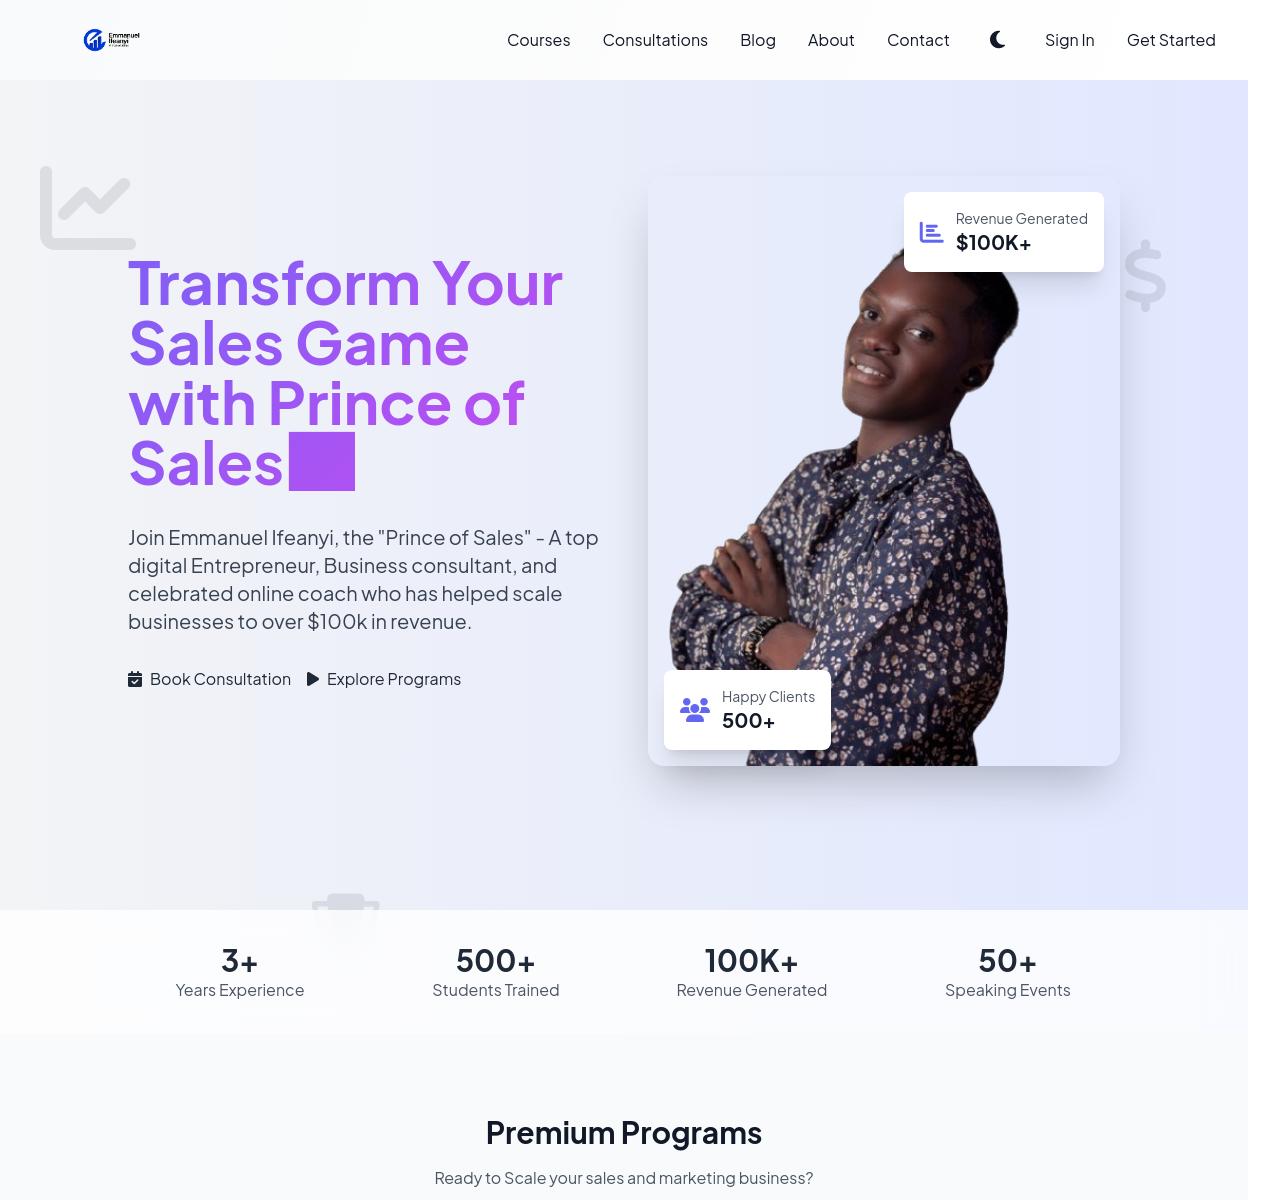 Emmanuel
Ifeanyi
Courses Consultations Blog About Contact Sign In Get Started
Transform Your
Sales Game
with Prince of
Sales
Join Emmanuel Ifeanyi, the "Prince of Sales" - A top
digital Entrepreneur, Business consultant, and
celebrated online coach who has helped scale
businesses to over $100k in revenue.
Book Consultation Explore Programs
Revenue Generated
$100K+
Happy Clients
500+
3+
Years Experience
500+
Students Trained
100K+
Revenue Generated
50+
Speaking Events
Premium Programs
Ready to Scale your sales and marketing business?